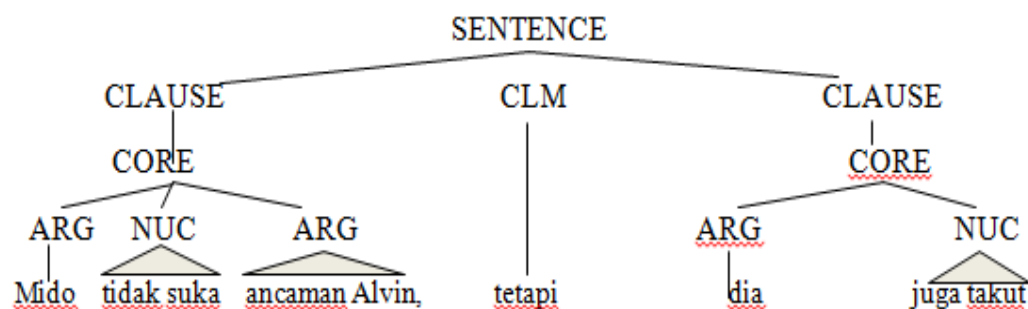 SENTENCE
CLAUSE CLM CLAUSE
CORE CORE
ARG NUC ARG ARG NUC
Mido tidak suka ancaman Alvin, tetapi dia juga takut